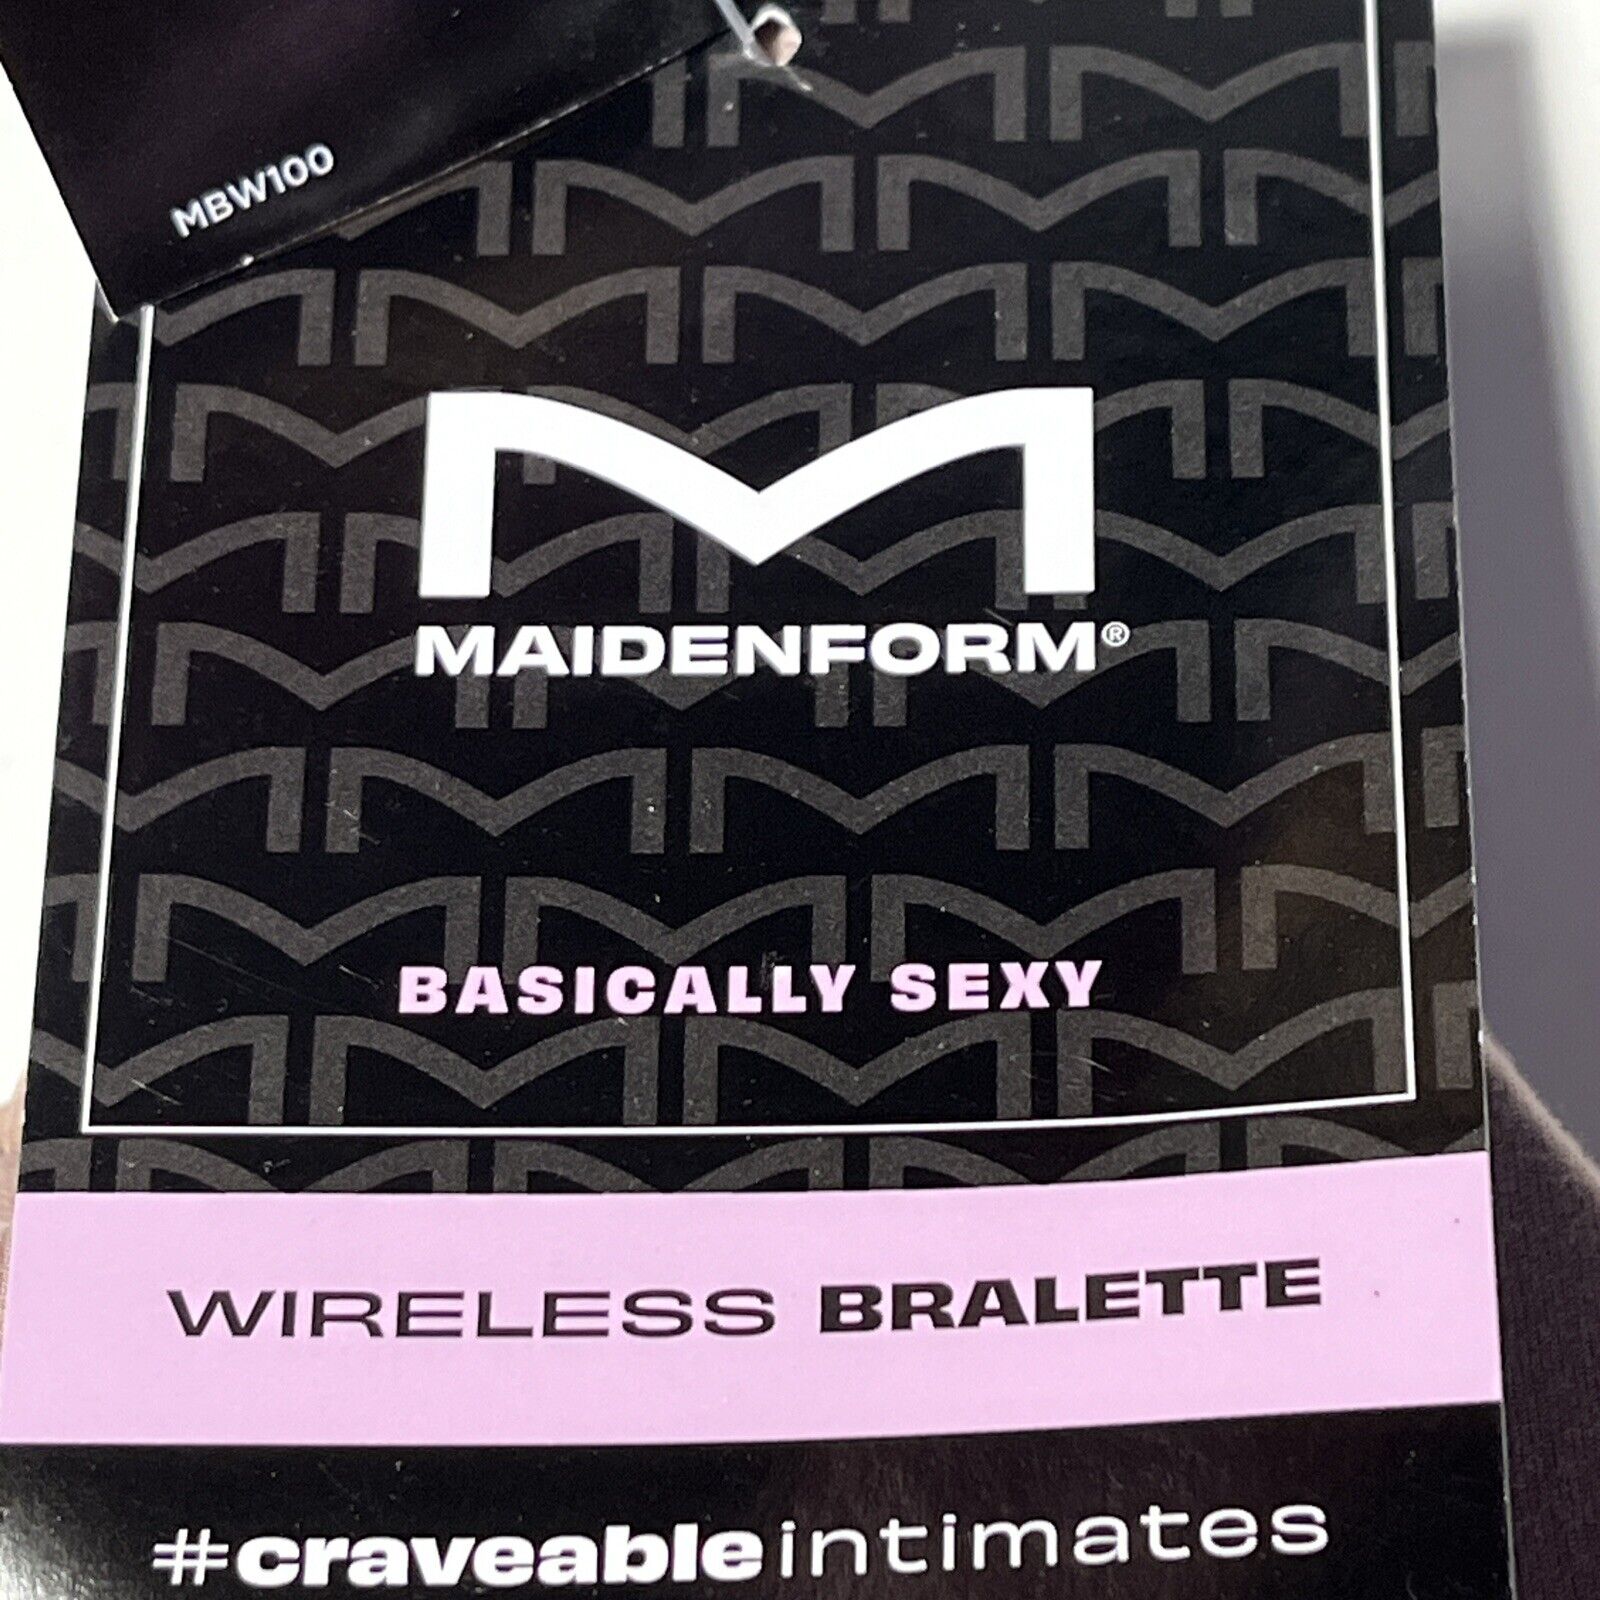 MBW100
MAIDENFORM®
BASICALLY SEXY
WIRELESS BRALETTE
#craveableintimates